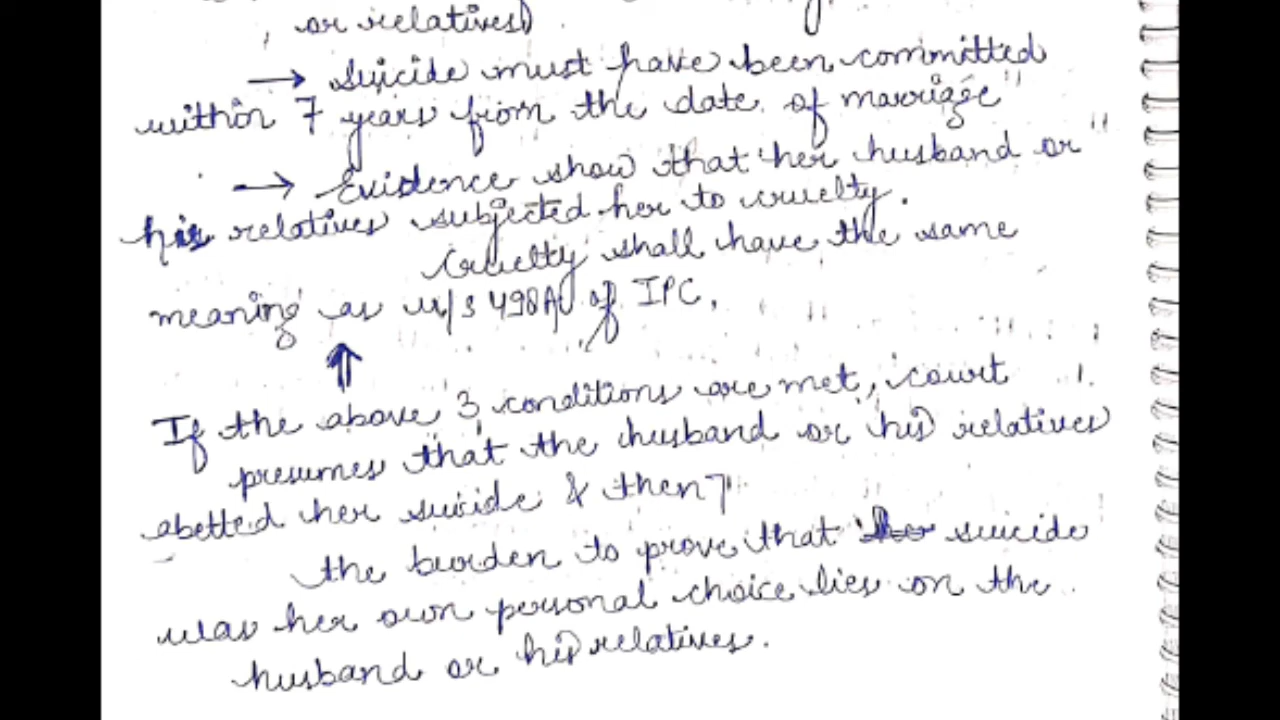 or relatives)
→ Suicide must have been committed
within 7 years from the date of marriage"
→ Evidence show that her husband or"
his relatives subjected her to cruelty.
Cruelty shall have the same
meaning as u/s 498A of IPC.
If the above 3 conditions are met, court
presumes that the husband or his relatives
abetted her suicide & then
the burden to prove that suicide
was her own personal choice lies on the
husband or his relatives.